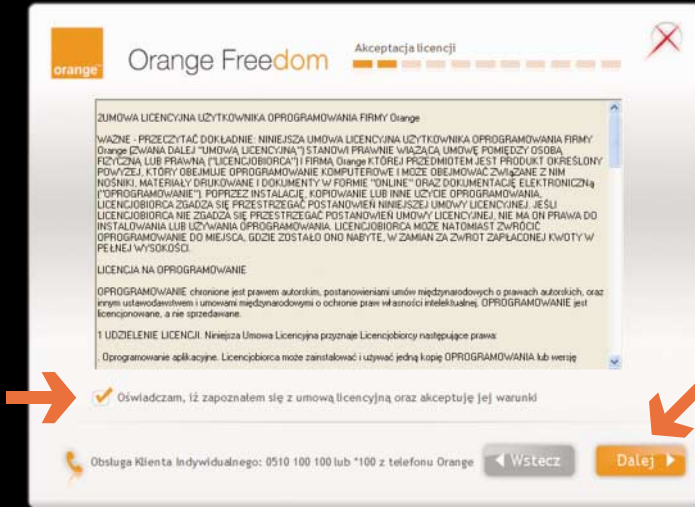 orange™
Orange Freedom
Akceptacja licencji
2UMOWA LICENCYJNA UŻYTKOWNIKA OPROGRAMOWANIA FIRMY Orange
WAŻNE - PRZECZYTAĆ DOKŁADNIE: NINIEJSZA UMOWA LICENCYJNA UŻYTKOWNIKA OPROGRAMOWANIA FIRMY
Orange (ZWANA DALEJ "UMOWĄ LICENCYJNĄ") STANOWI PRAWNIE WIĄŻĄCĄ UMOWĘ POMIĘDZY OSOBĄ
FIZYCZNĄ LUB PRAWNĄ ("LICENCJOBIORCA") I FIRMĄ Orange KTÓREJ PRZEDMIOTEM JEST PRODUKT OKREŚLONY
POWYŻEJ, KTÓRY OBEJMUJE OPROGRAMOWANIE KOMPUTEROWE I MOŻE OBEJMOWAĆ ZWIĄZANE Z NIM
NOŚNIKI, MATERIAŁY DRUKOWANE I DOKUMENTY W FORMIE "ONLINE" ORAZ DOKUMENTACJĘ ELEKTRONICZNą
("OPROGRAMOWANIE"). POPRZEZ INSTALACJĘ, KOPIOWANIE LUB INNE UŻYCIE OPROGRAMOWANIA,
LICENCJOBIORCA ZGADZA SIĘ PRZESTRZEGAĆ POSTANOWIEŃ NINIEJSZEJ UMOWY LICENCYJNEJ. JEŚLI
LICENCJOBIORCA NIE ZGADZA SIĘ PRZESTRZEGAĆ POSTANOWIEŃ UMOWY LICENCYJNEJ, NIE MA ON PRAWA DO
INSTALOWANIA LUB UŻYWANIA OPROGRAMOWANIA. LICENCJOBIORCA MOŻE NATOMIAST ZWRÓCIĆ
OPROGRAMOWANIE DO MIEJSCA, GDZIE ZOSTAŁO ONO NABYTE, W ZAMIAN ZA ZWROT ZAPŁACONEJ KWOTY W
PEŁNEJ WYSOKOŚCI.
LICENCJA NA OPROGRAMOWANIE
OPROGRAMOWANIE chronione jest prawem autorskim, postanowieniami umów międzynarodowych o prawach autorskich, oraz
innym ustawodawstwem i umowami międzynarodowymi o ochronie praw własności intelektualnej. OPROGRAMOWANIE jest
licencjonowane, a nie sprzedawane.
1 UDZIELENIE LICENCJI. Niniejsza Umowa Licencyjna przyznaje Licencjobiorcy następujące prawa:
. Oprogramowanie aplikacyjne. Licencjobiorca może zainstalować i używać jedną kopię OPROGRAMOWANIA lub wersję
Oświadczam, iż zapoznałem się z umową licencyjną oraz akceptuję jej warunki
Obsługa Klienta Indywidualnego: 0510 100 100 lub *100 z telefonu Orange
Wstecz
Dalej